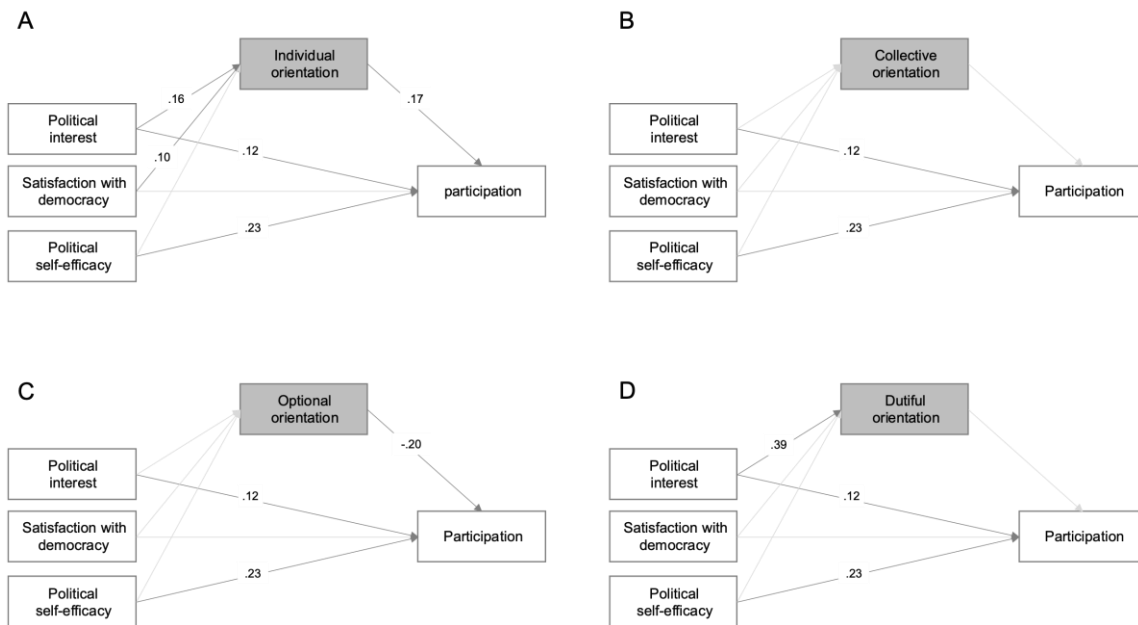 A
Individual
orientation
.16
.17
Political
interest
.10
.12
Satisfaction with
democracy
participation
.23
Political
self-efficacy
B
Collective
orientation
Political
interest
.12
Satisfaction with
democracy
Participation
.23
Political
self-efficacy
C
Optional
orientation
-.20
Political
interest
.12
Satisfaction with
democracy
Participation
.23
Political
self-efficacy
D
Dutiful
orientation
.39
Political
interest
.12
Satisfaction with
democracy
Participation
.23
Political
self-efficacy